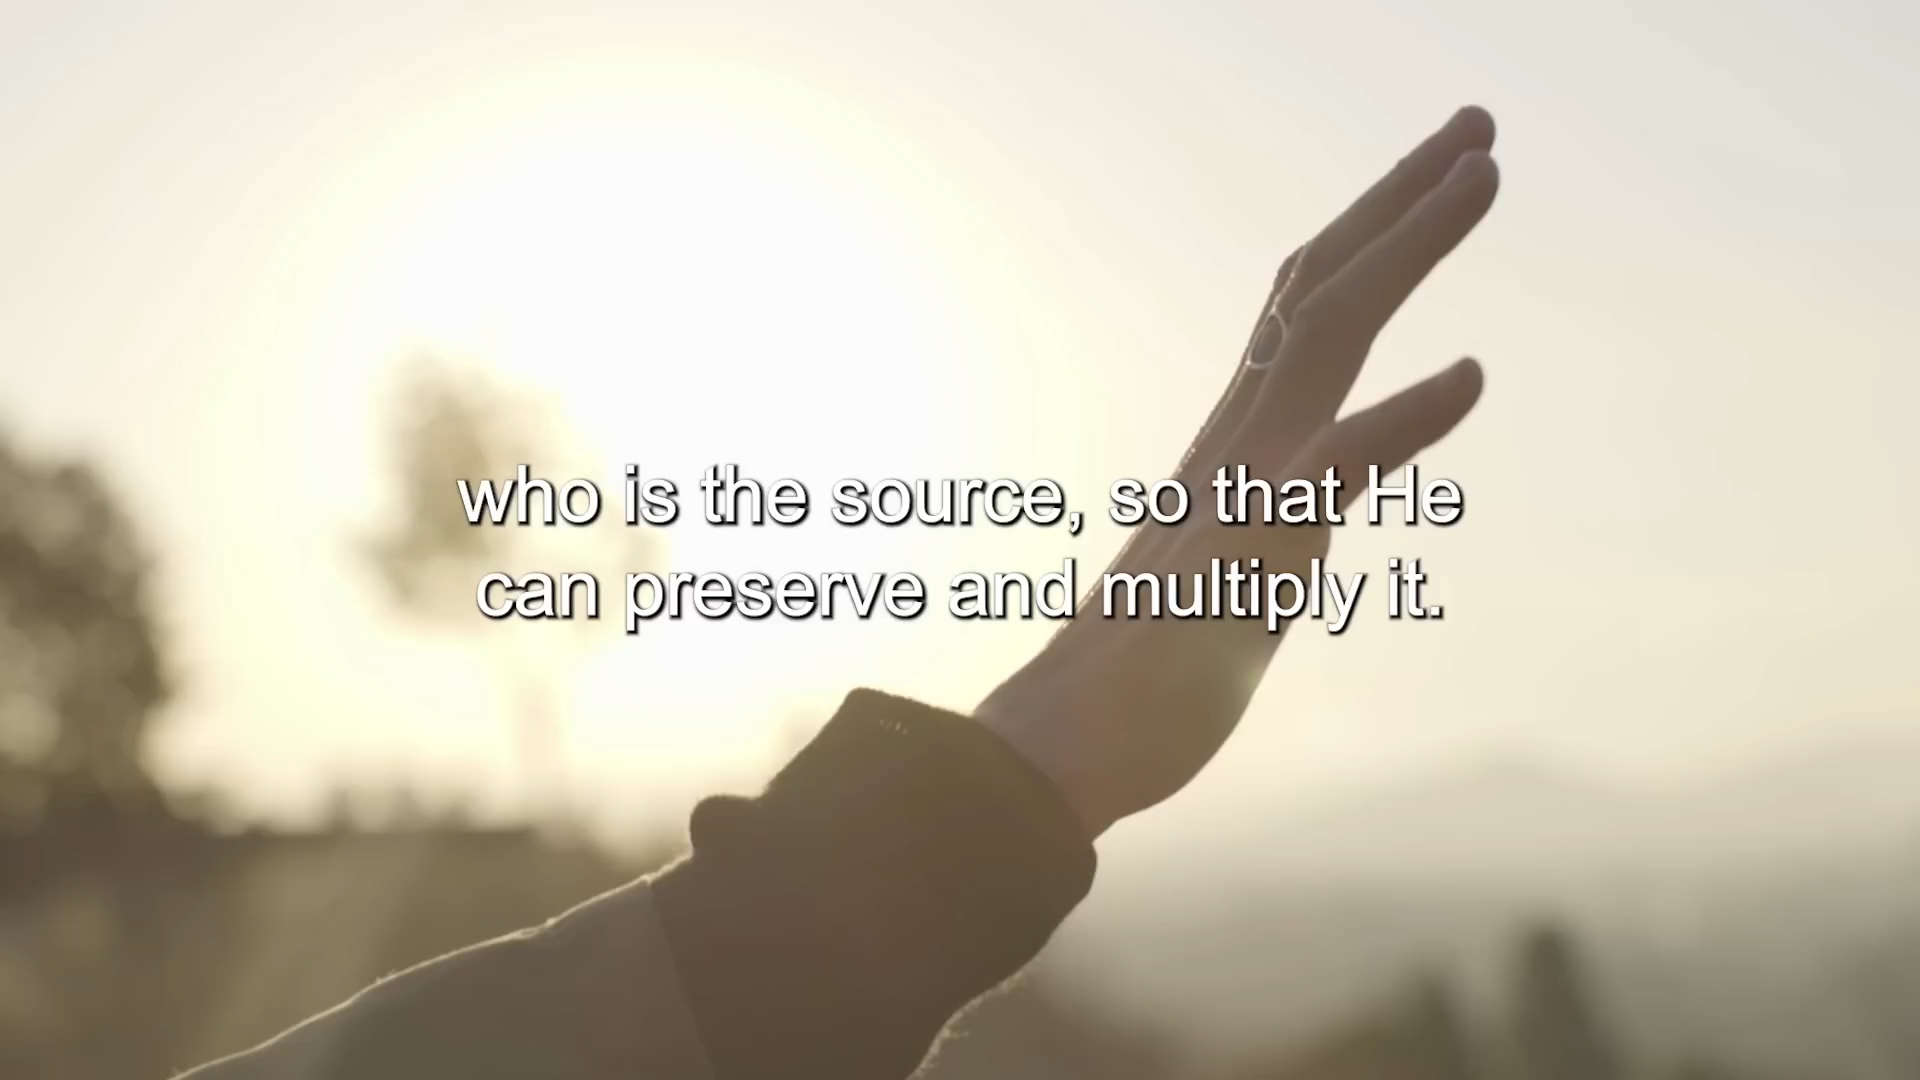 who is the source, so that He
can preserve and multiply it.